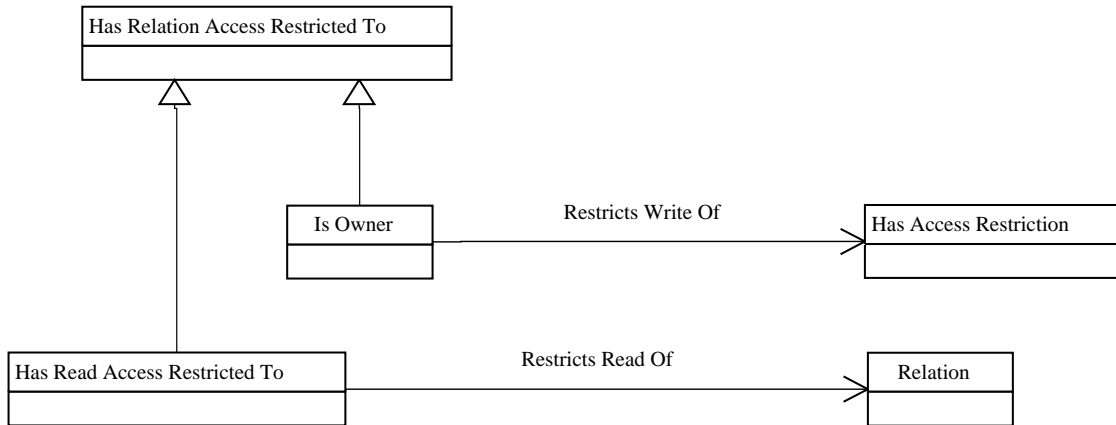 Has Relation Access Restricted To
Is Owner
Restricts Write Of
Has Access Restriction
Has Read Access Restricted To
Restricts Read Of
Relation